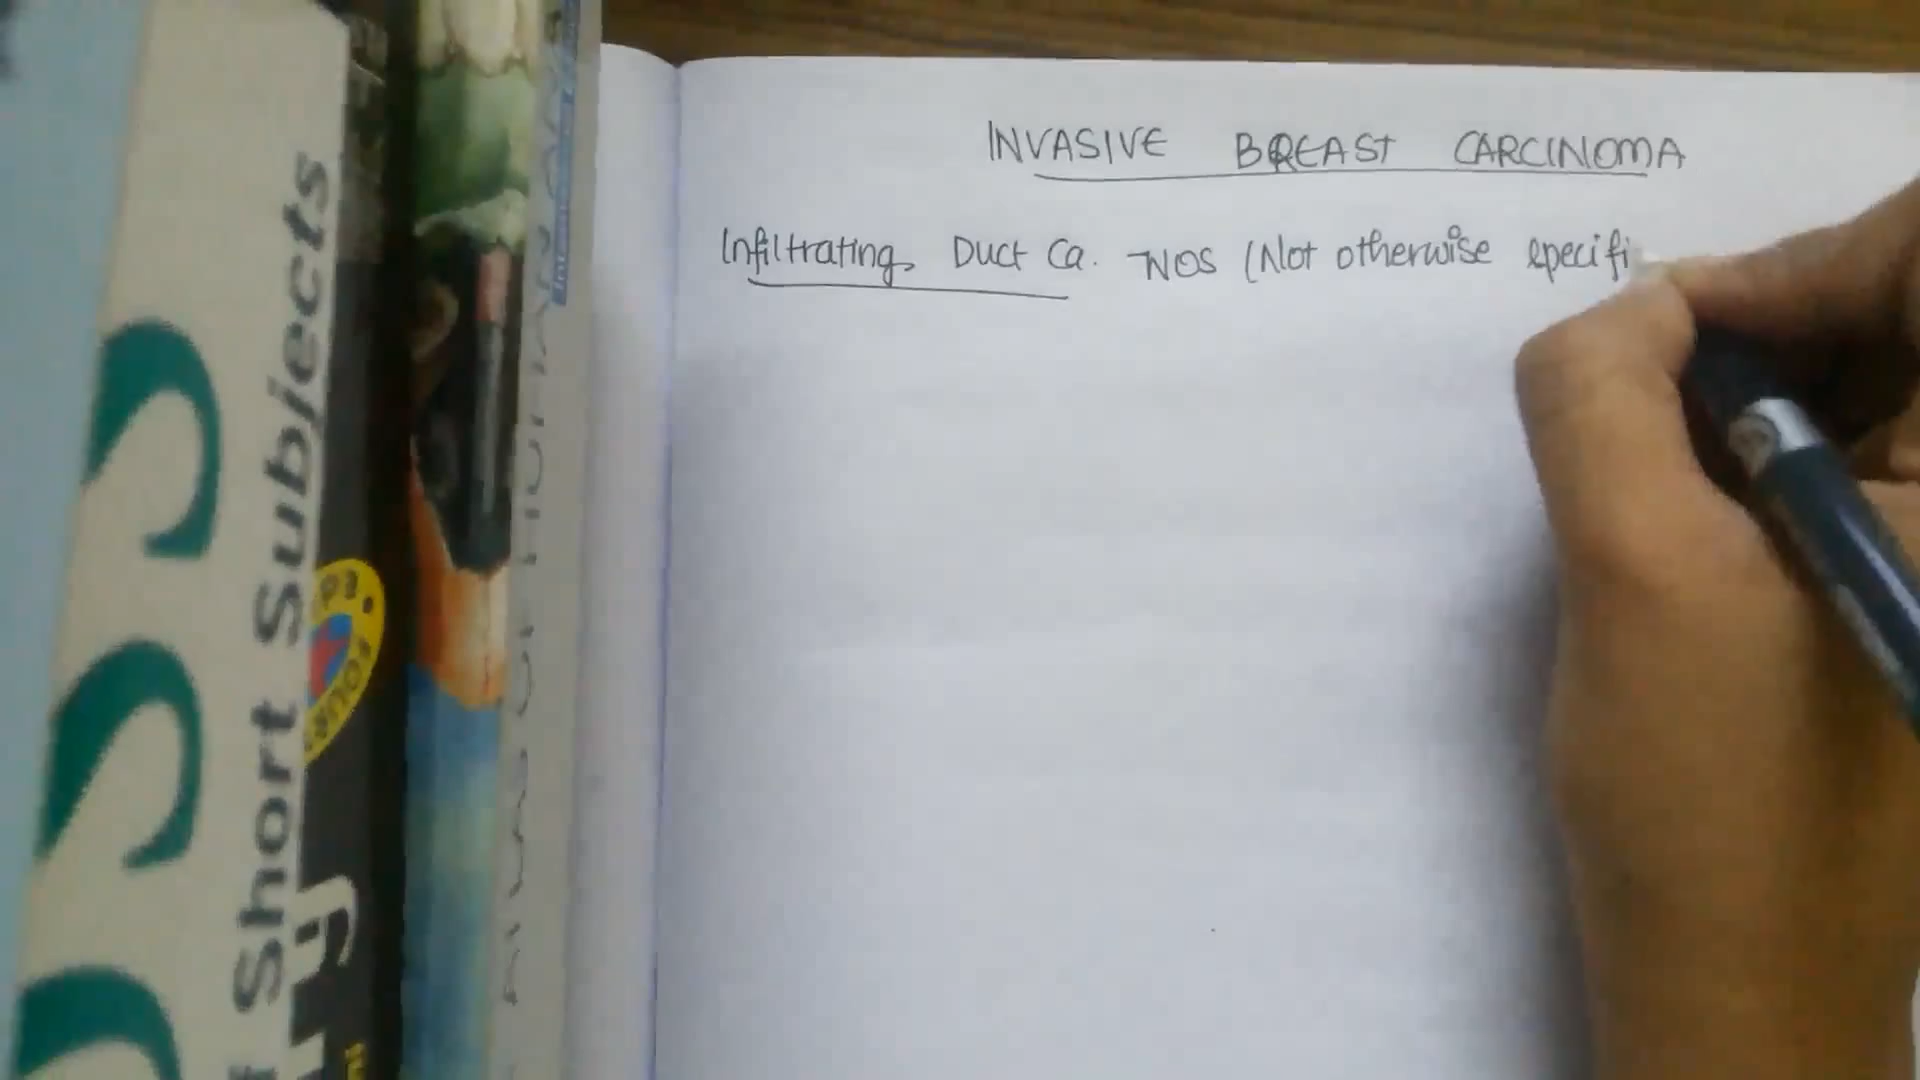 INVASIVE BREAST CARCINOMA
Infiltrating Duct Ca. NOS (Not otherwise specifi
Short Subjects